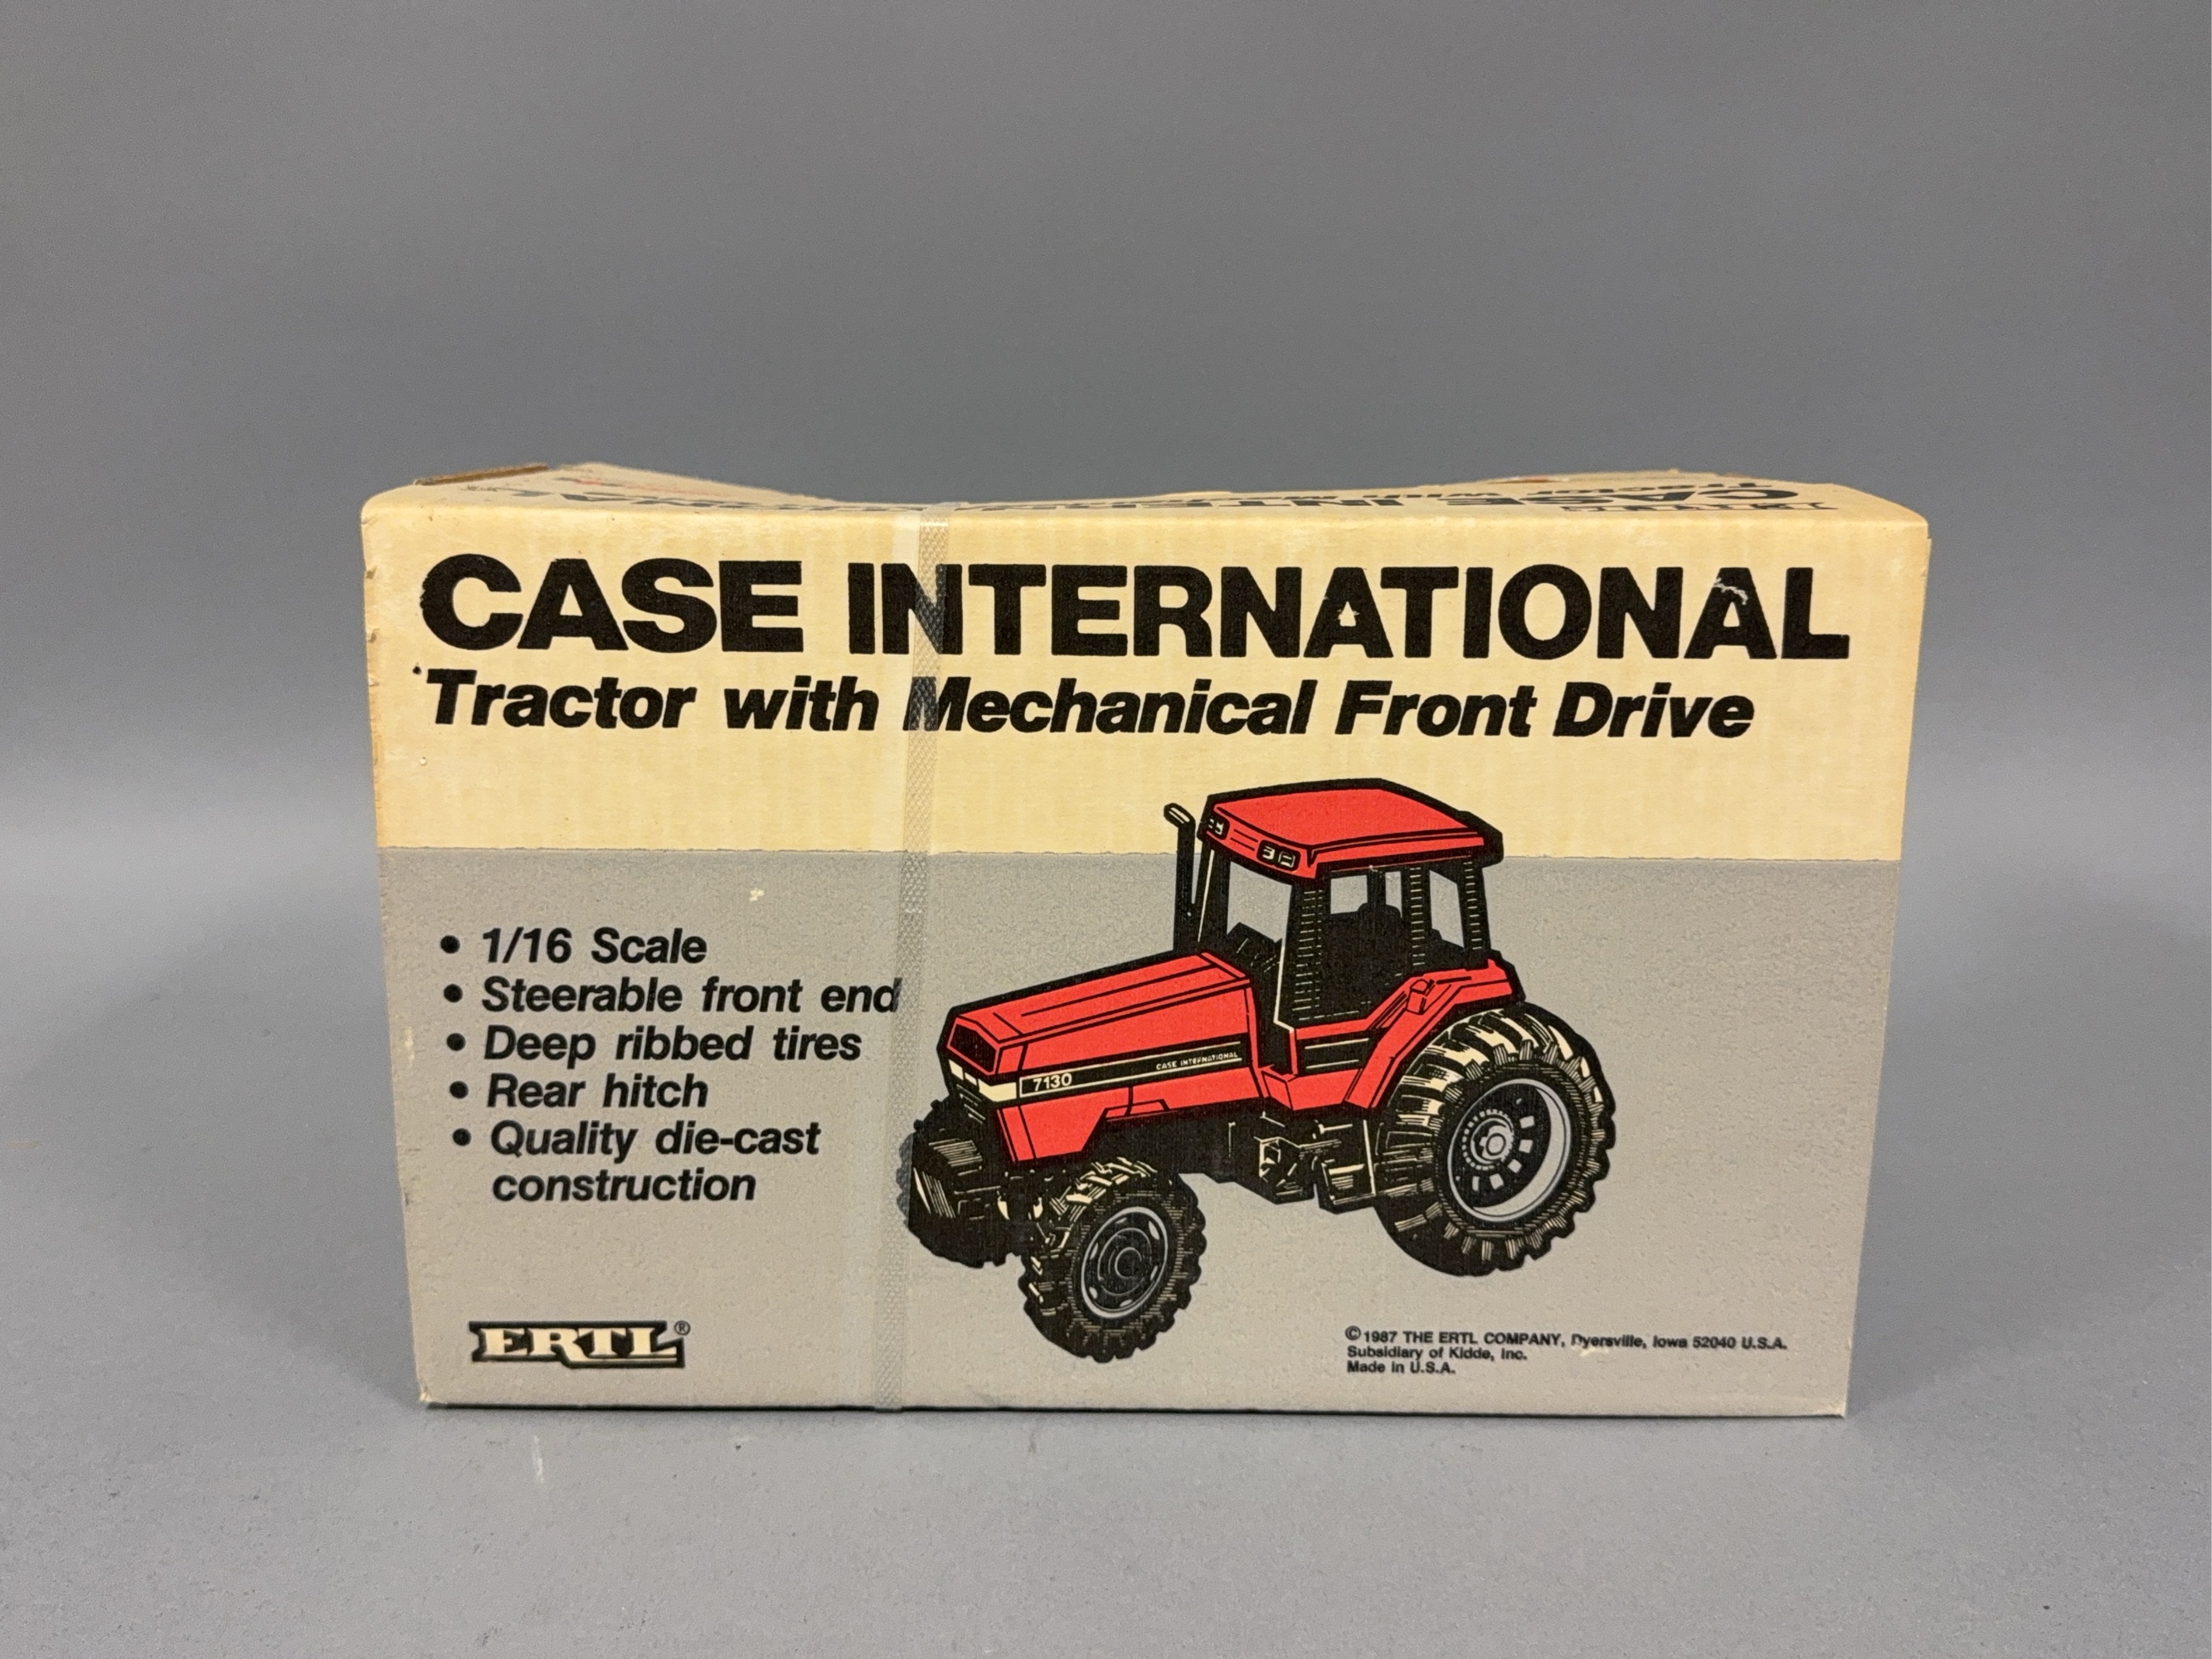 CASE INTERNATIONAL
Tractor with Mechanical Front Drive
• 1/16 Scale
• Steerable front end
• Deep ribbed tires
• Rear hitch
• Quality die-cast
construction
7130
CASE INTERNATIONAL
ERTL®
©1987 THE ERTL COMPANY, Dyersville, Iowa 52040 U.S.A.
Subsidiary of Kidde, Inc.
Made in U.S.A.